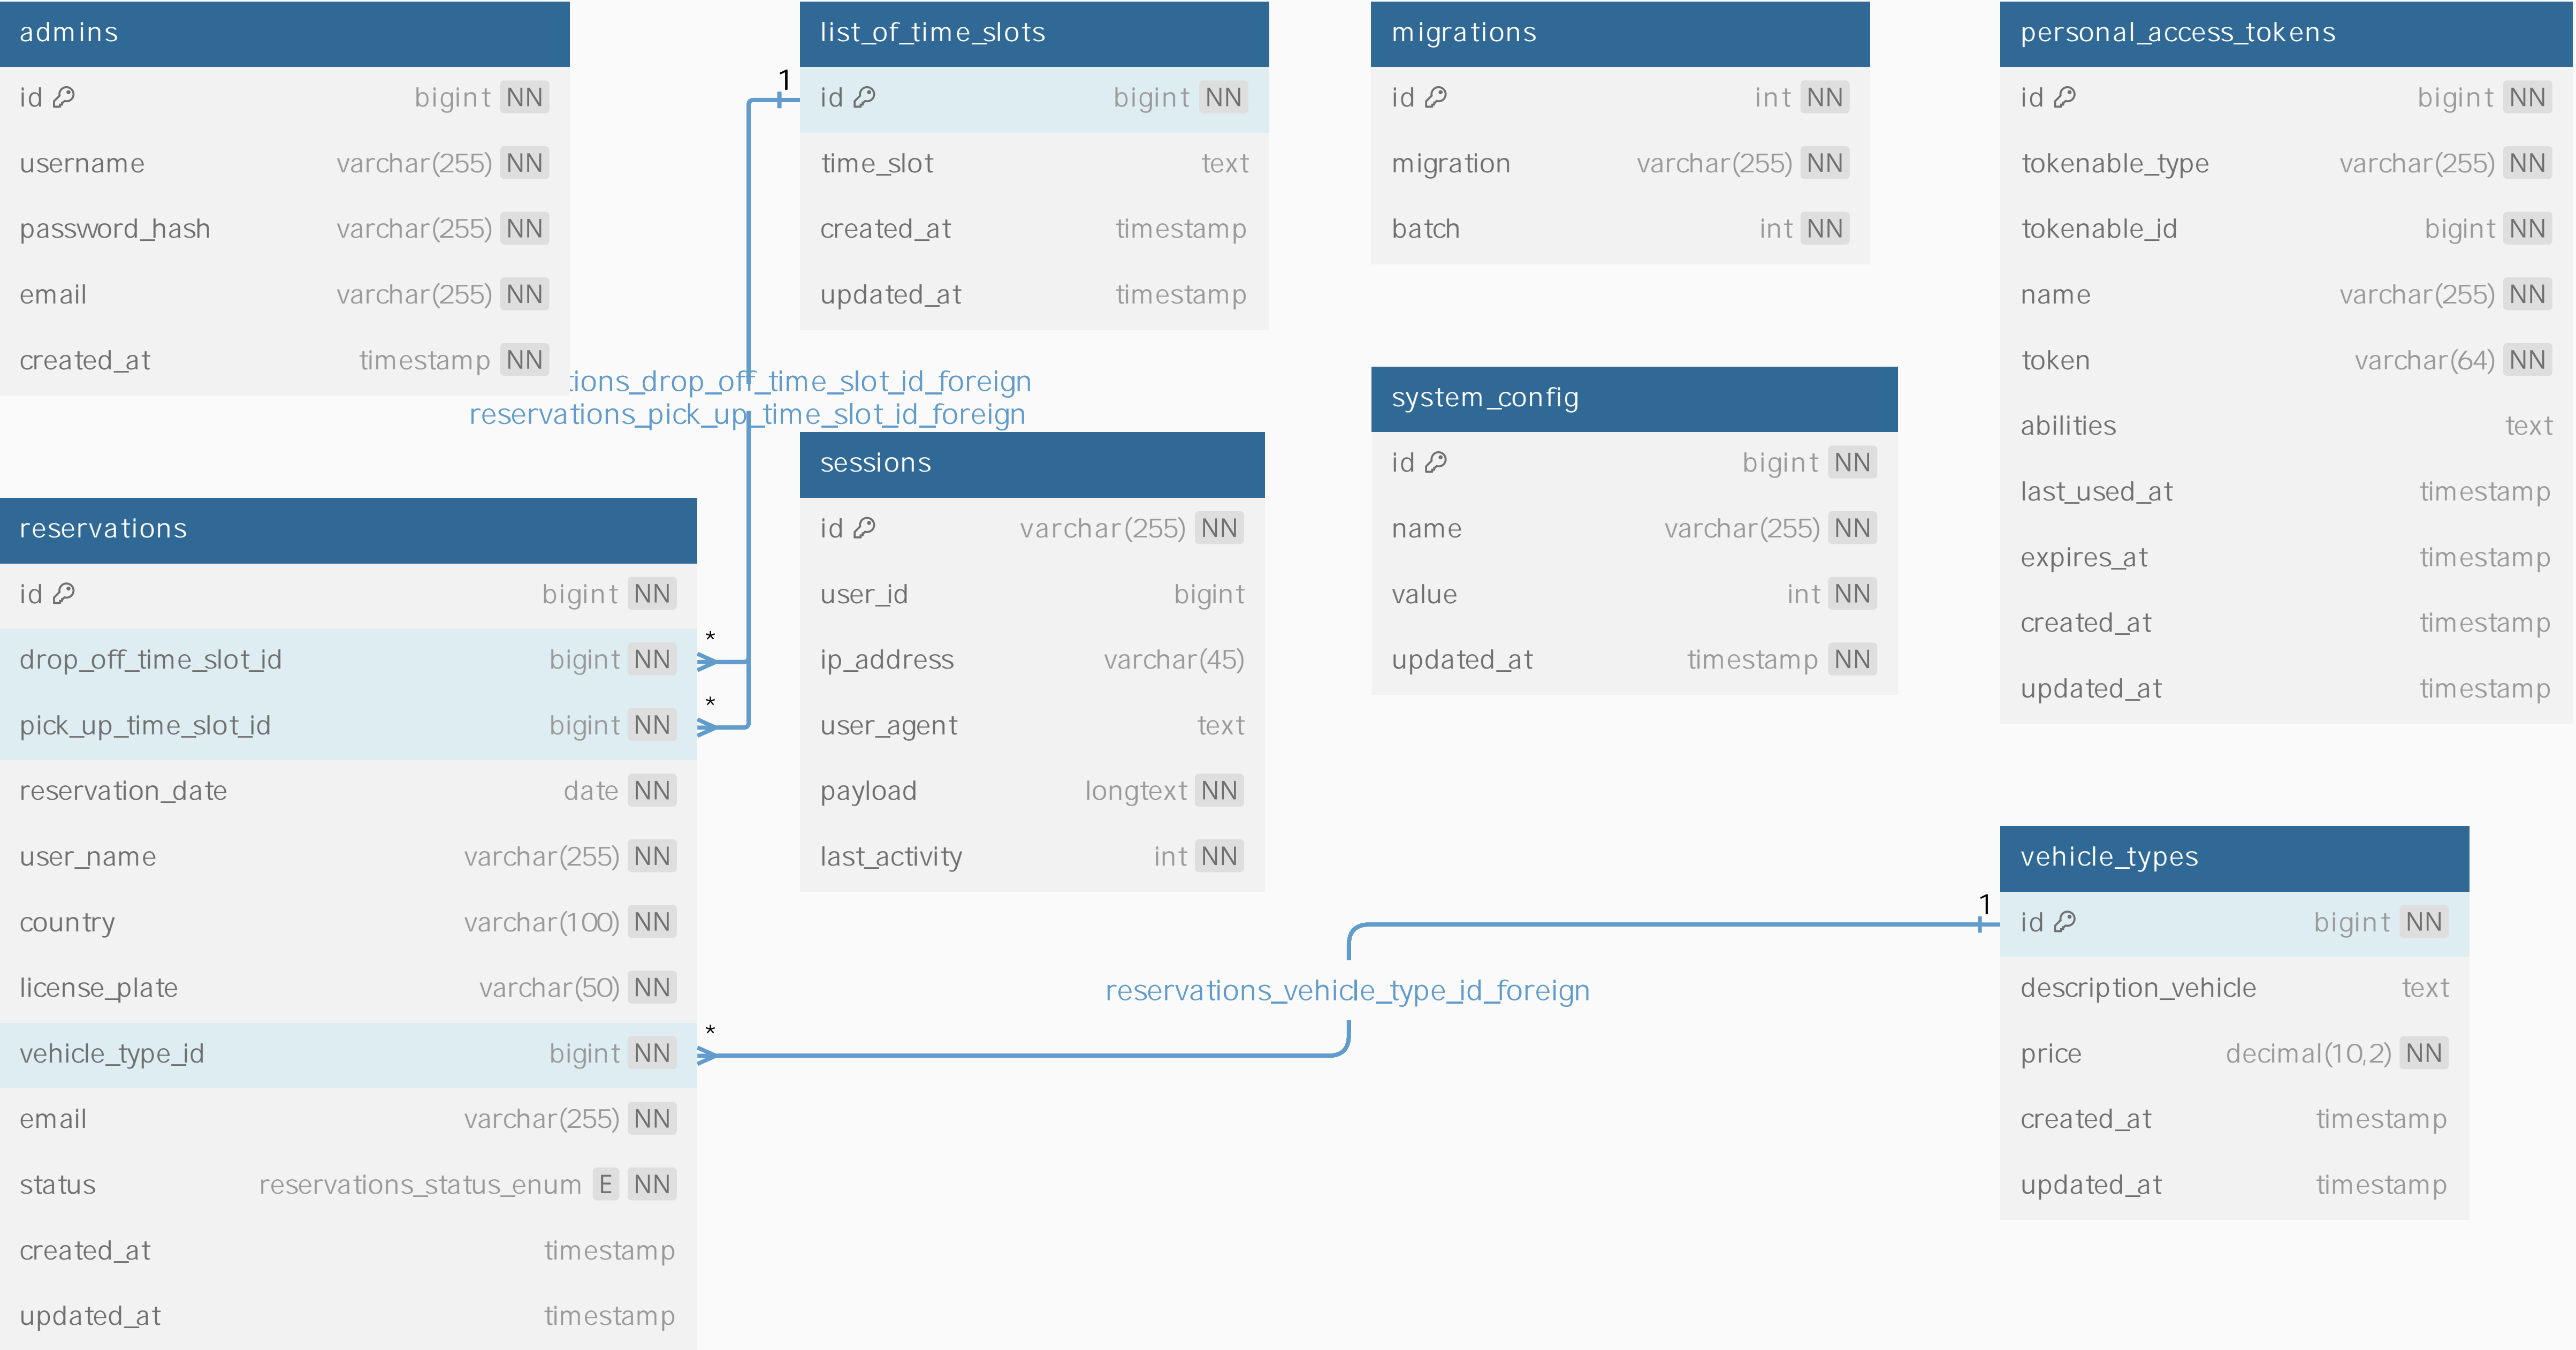 admins
id bigint NN
username varchar(255) NN
password_hash varchar(255) NN
email varchar(255) NN
created_at timestamp NN
list_of_time_slots
1
id bigint NN
time_slot text
created_at timestamp
updated_at timestamp
migrations
id int NN
migration varchar(255) NN
batch int NN
personal_access_tokens
id bigint NN
tokenable_type varchar(255) NN
tokenable_id bigint NN
name varchar(255) NN
token varchar(64) NN
abilities text
last_used_at timestamp
expires_at timestamp
created_at timestamp
updated_at timestamp
tions_drop_off_time_slot_id_foreign
reservations_pick_up_time_slot_id_foreign
system_config
id bigint NN
name varchar(255) NN
value int NN
updated_at timestamp NN
sessions
id varchar(255) NN
user_id bigint
ip_address varchar(45)
user_agent text
payload longtext NN
last_activity int NN
reservations
id bigint NN
drop_off_time_slot_id bigint NN *
pick_up_time_slot_id bigint NN *
reservation_date date NN
user_name varchar(255) NN
country varchar(100) NN
license_plate varchar(50) NN
vehicle_type_id bigint NN *
email varchar(255) NN
status reservations_status_enum E NN
created_at timestamp
updated_at timestamp
reservations_vehicle_type_id_foreign
vehicle_types
1
id bigint NN
description_vehicle text
price decimal(10,2) NN
created_at timestamp
updated_at timestamp